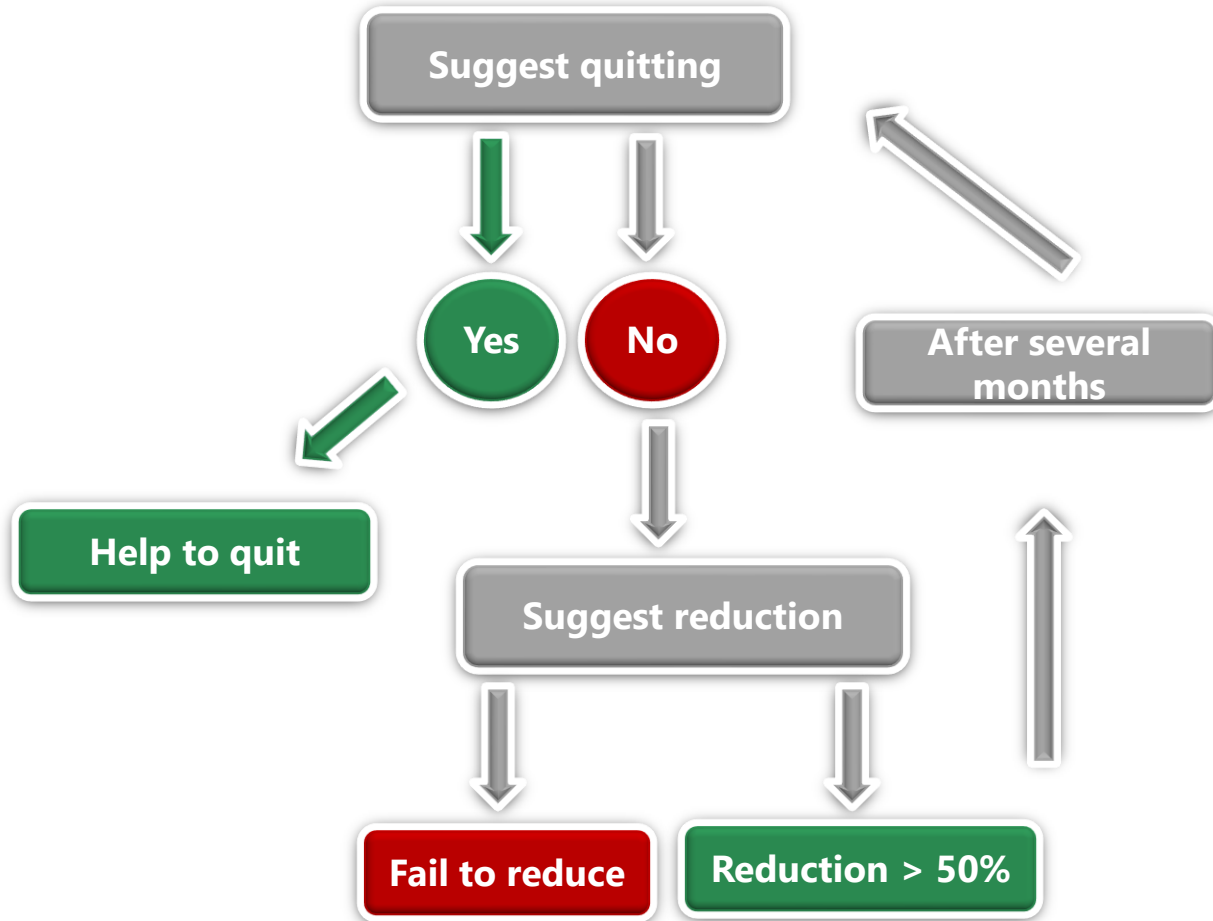 Suggest quitting
Yes
No
After several
months
Help to quit
Suggest reduction
Fail to reduce
Reduction > 50%